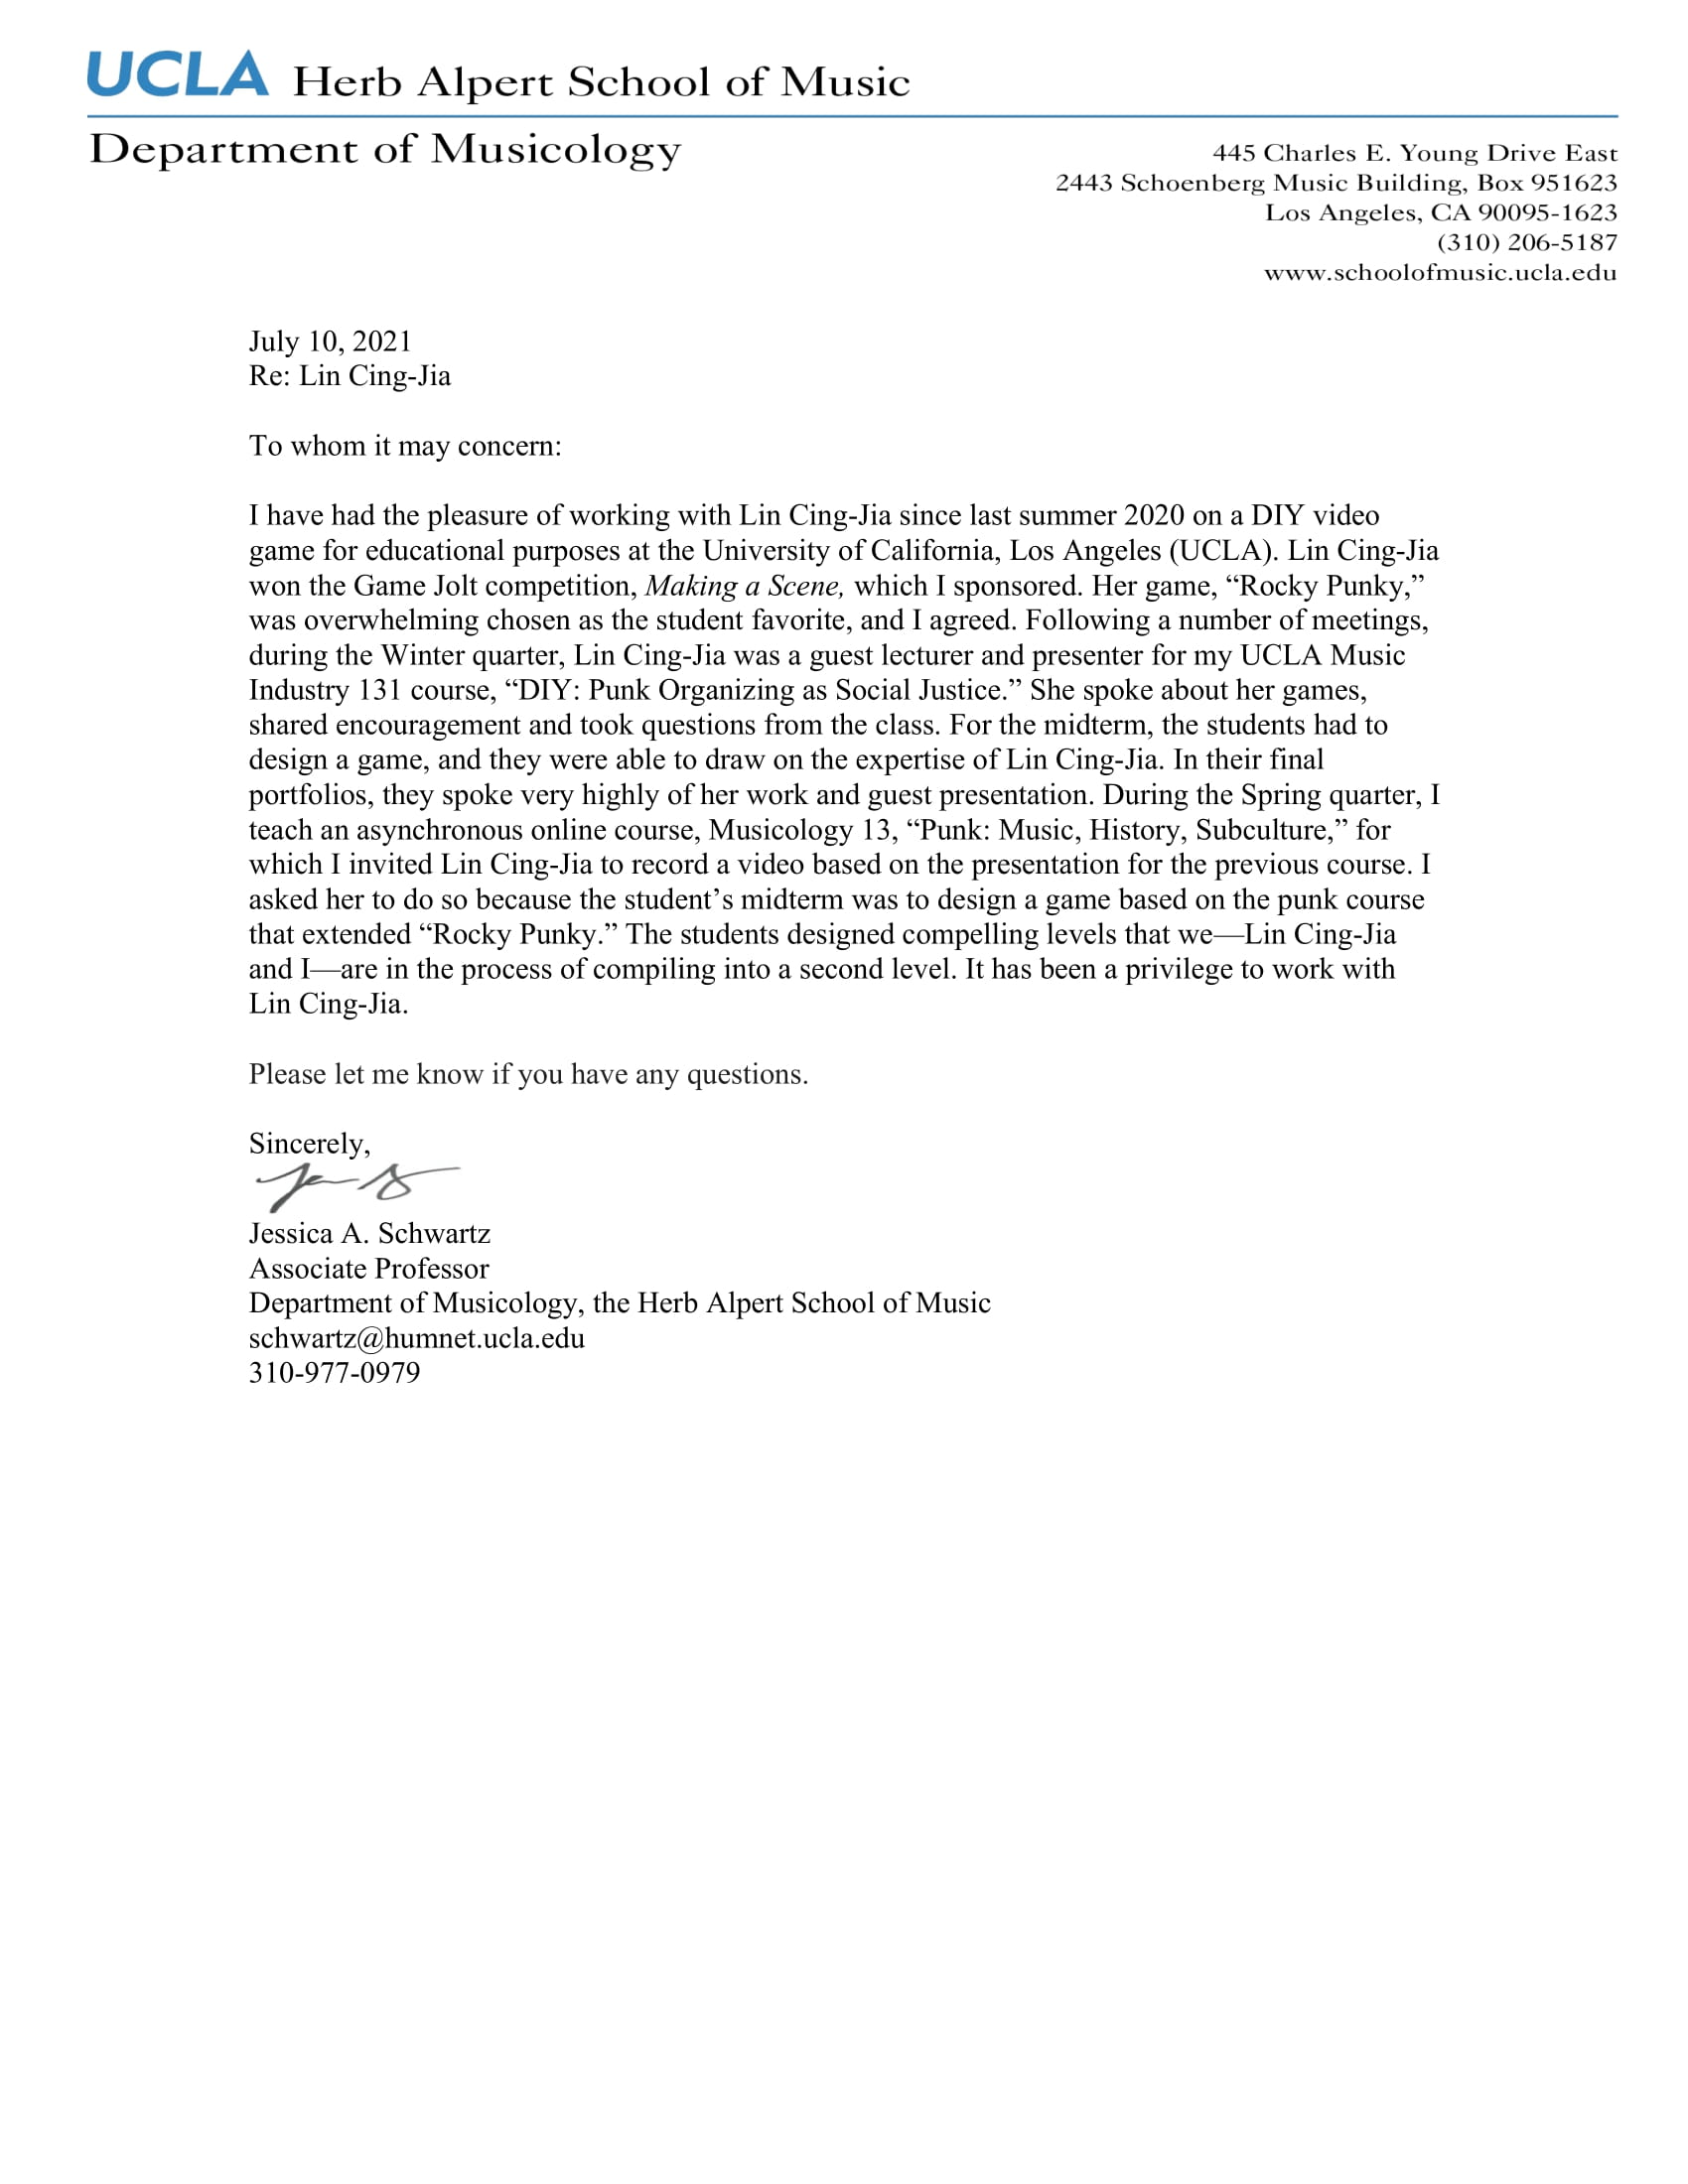 UCLA Herb Alpert School of Music
Department of Musicology
445 Charles E. Young Drive East
2443 Schoenberg Music Building, Box 951623
Los Angeles, CA 90095-1623
(310) 206-5187
www.schoolofmusic.ucla.edu
July 10, 2021
Re: Lin Cing-Jia
To whom it may concern:
I have had the pleasure of working with Lin Cing-Jia since last summer 2020 on a DIY video
game for educational purposes at the University of California, Los Angeles (UCLA). Lin Cing-Jia
won the Game Jolt competition, Making a Scene, which I sponsored. Her game, “Rocky Punky,”
was overwhelming chosen as the student favorite, and I agreed. Following a number of meetings,
during the Winter quarter, Lin Cing-Jia was a guest lecturer and presenter for my UCLA Music
Industry 131 course, “DIY: Punk Organizing as Social Justice.” She spoke about her games,
shared encouragement and took questions from the class. For the midterm, the students had to
design a game, and they were able to draw on the expertise of Lin Cing-Jia. In their final
portfolios, they spoke very highly of her work and guest presentation. During the Spring quarter, I
teach an asynchronous online course, Musicology 13, “Punk: Music, History, Subculture,” for
which I invited Lin Cing-Jia to record a video based on the presentation for the previous course. I
asked her to do so because the student’s midterm was to design a game based on the punk course
that extended “Rocky Punky.” The students designed compelling levels that we—Lin Cing-Jia
and I—are in the process of compiling into a second level. It has been a privilege to work with
Lin Cing-Jia.
Please let me know if you have any questions.
Sincerely,
Jessica A. Schwartz
Associate Professor
Department of Musicology, the Herb Alpert School of Music
schwartz@humnet.ucla.edu
310-977-0979